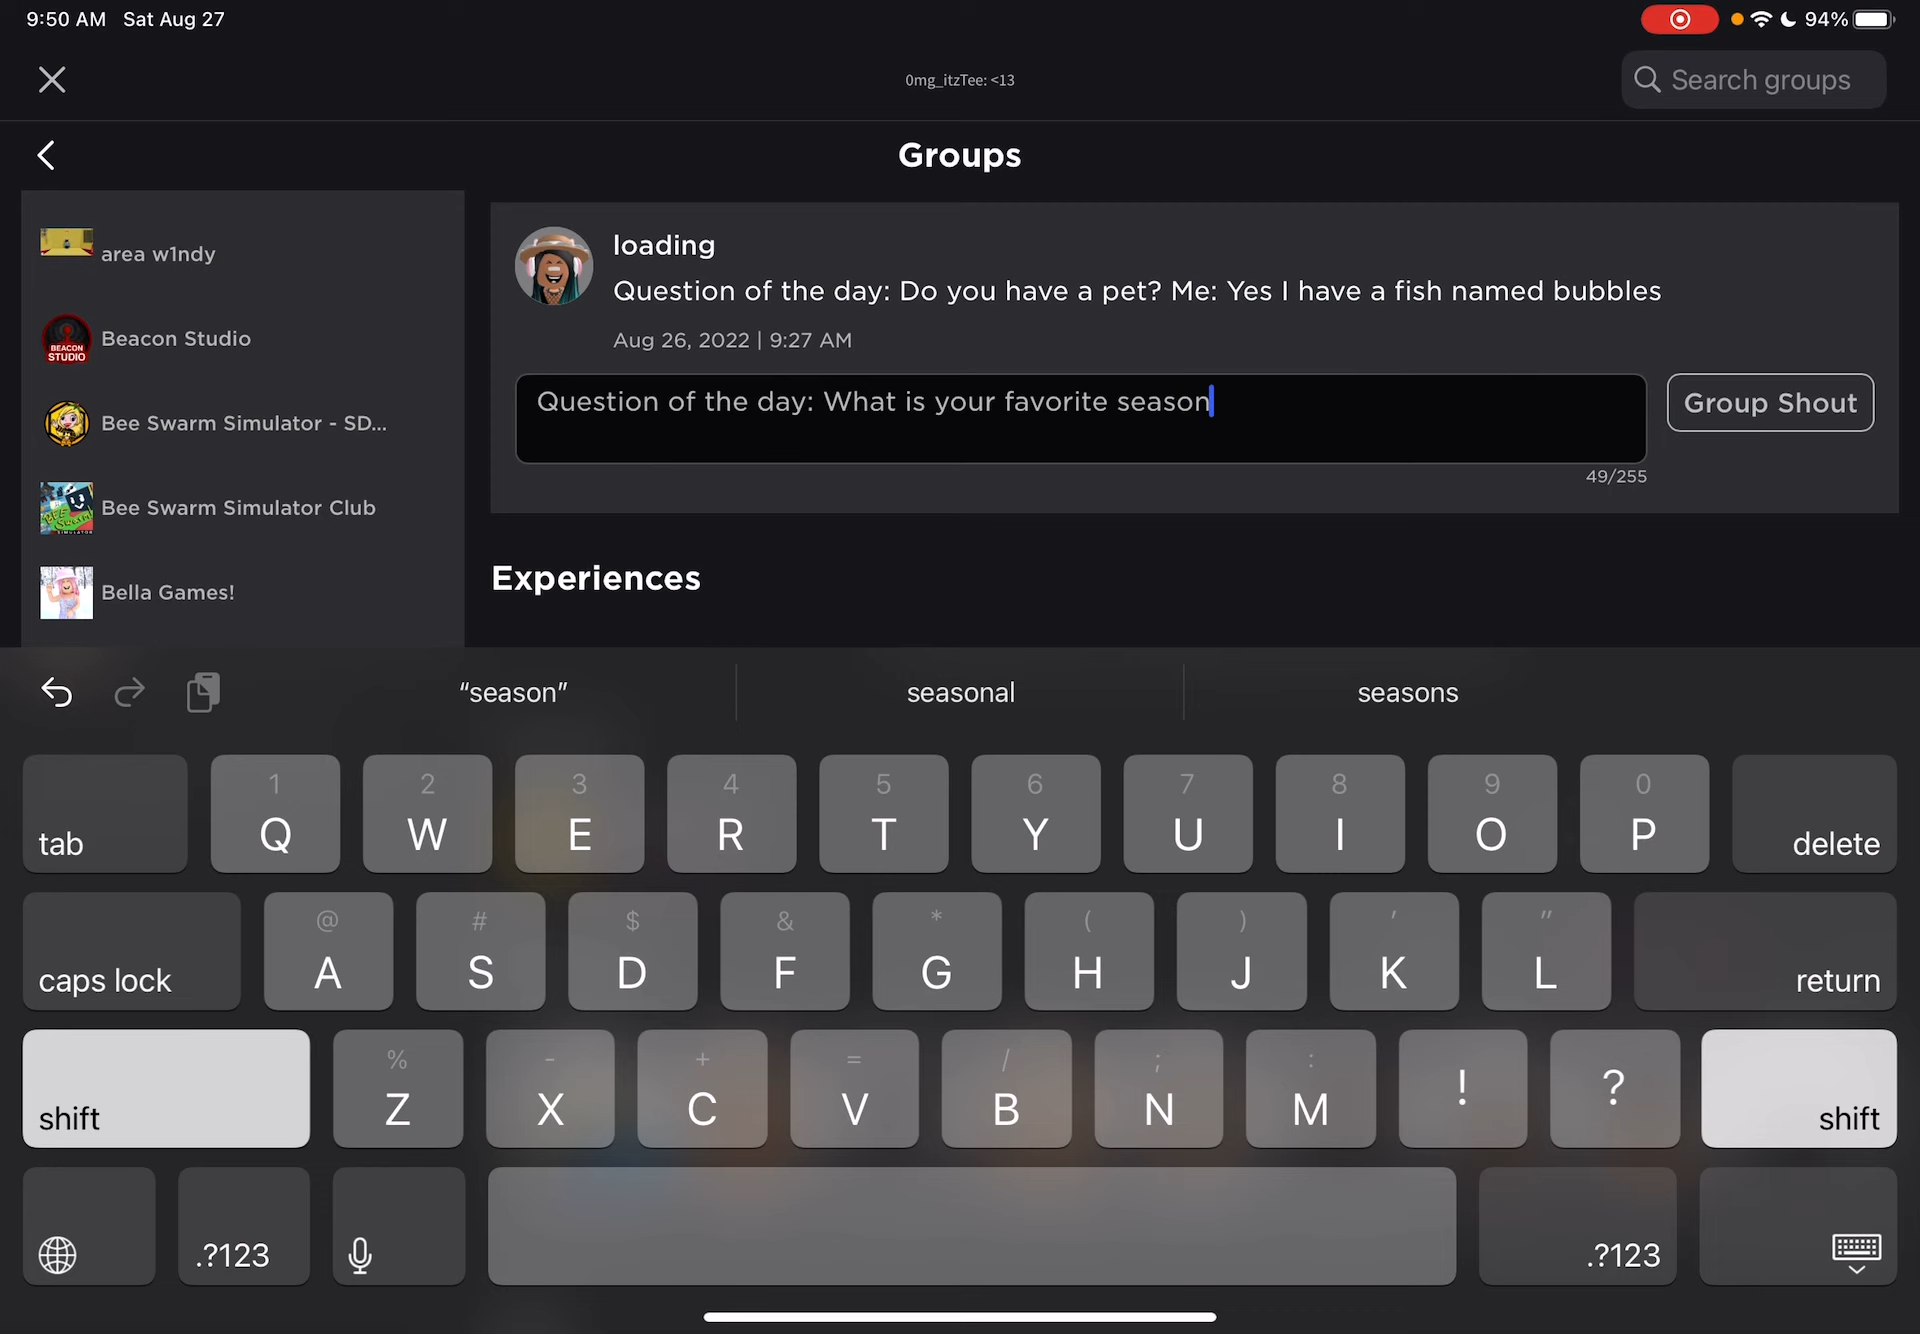 9:50 AM Sat Aug 27
94%
0mg_itzTee: <13
Search groups
Groups
area w1ndy
BEACON
STUDIO
Beacon Studio
Bee Swarm Simulator - SD...
Bee Swarm Simulator Club
Bella Games!
loading
Question of the day: Do you have a pet? Me: Yes I have a fish named bubbles
Aug 26, 2022 | 9:27 AM
Question of the day: What is your favorite season
Group Shout
49/255
Experiences
“season” seasonal seasons
1 2 3 4 5 6 7 8 9 0
tab Q W E R T Y U I O P delete
@ # $ & * ( ) ' "
caps lock A S D F G H J K L return
% - + = / ; :
shift Z X C V B N M ! ? shift
.?123 .?123